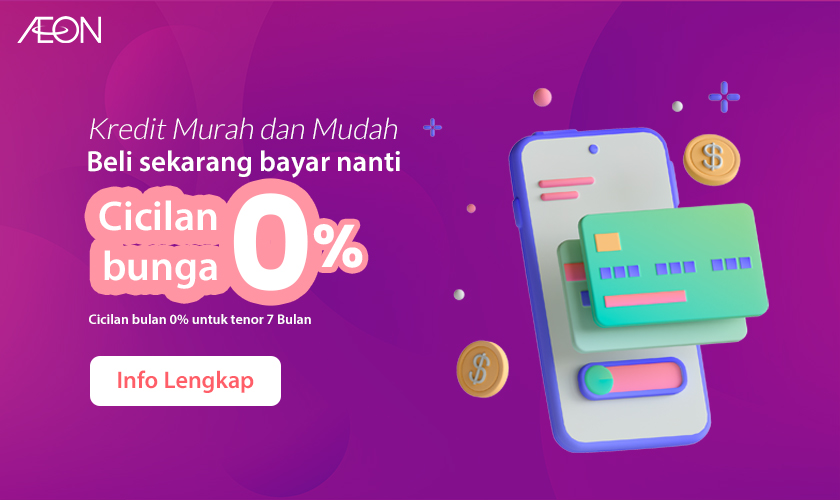 ÆON
Kredit Murah dan Mudah
Beli sekarang bayar nanti
Cicilan
bunga 0%
Cicilan bulan 0% untuk tenor 7 Bulan
Info Lengkap